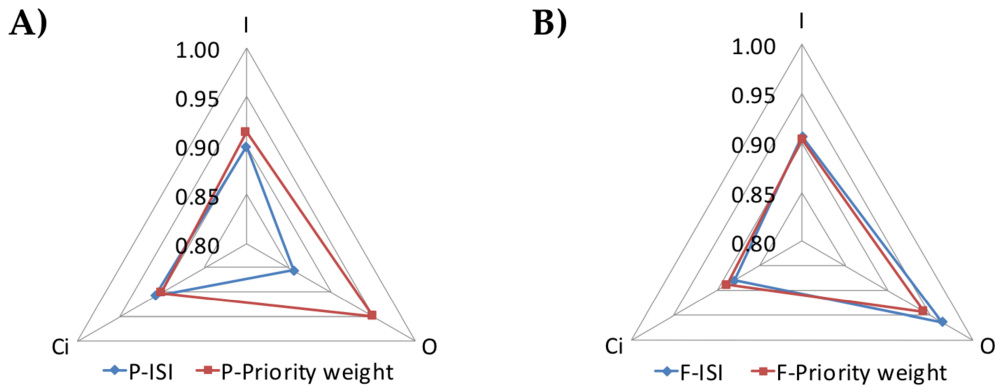 A)
I
1.00
0.95
0.90
0.85
0.80
Ci
O
P-ISI P-Priority weight
B)
I
1.00
0.95
0.90
0.85
0.80
Ci
O
F-ISI F-Priority weight